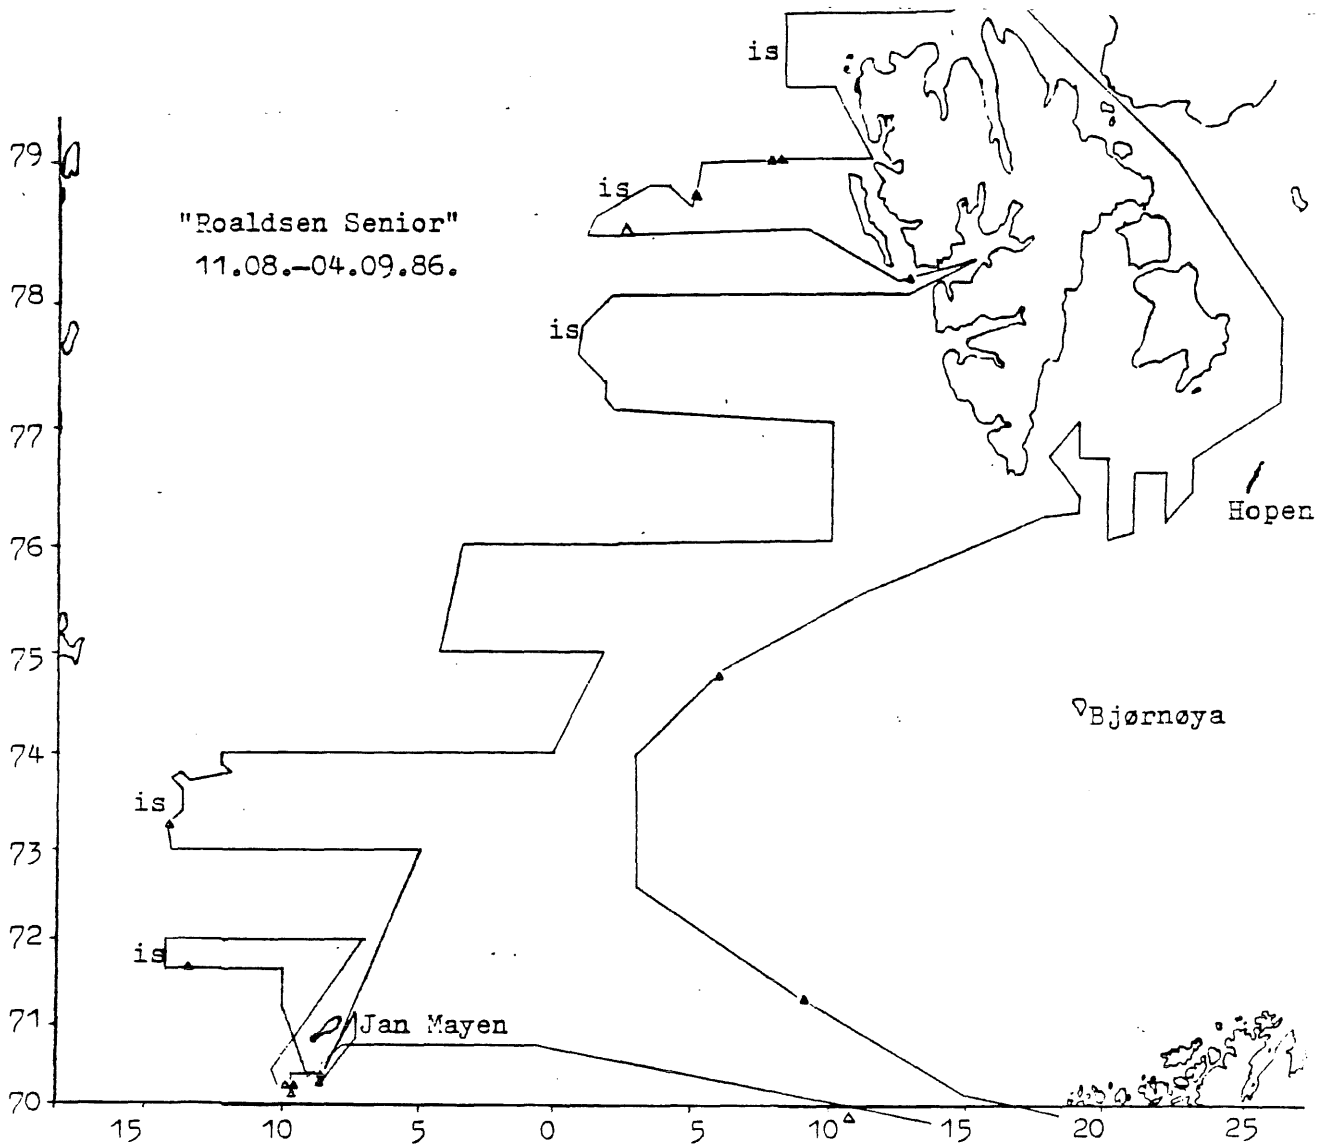 is
79
is
"Roaldsen Senior"
11.08.-04.09.86.
78
is
77
Hopen
76
75
Bjørnøya
74
is
73
72
is
71
Jan Mayen
70
15 10 5 0 5 10 15 20 25